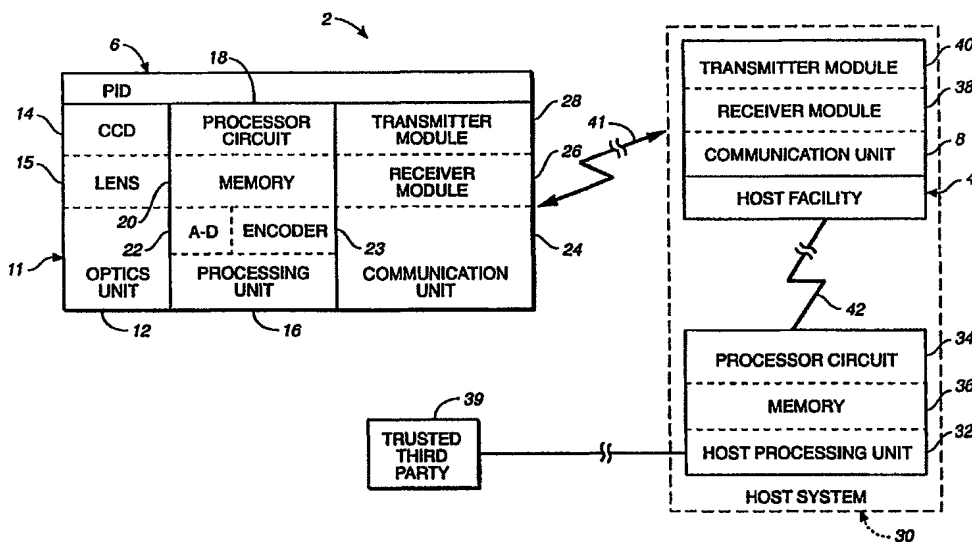 2
6
18
PID
14
CCD
PROCESSOR
CIRCUIT
TRANSMITTER
MODULE
28
15
LENS
MEMORY
RECEIVER
MODULE
26
20
22
A-D
ENCODER
23
24
11
OPTICS
UNIT
PROCESSING
UNIT
COMMUNICATION
UNIT
12
16
41
TRANSMITTER MODULE
40
RECEIVER MODULE
38
COMMUNICATION UNIT
8
HOST FACILITY
4
42
PROCESSOR CIRCUIT
34
MEMORY
36
HOST PROCESSING UNIT
32
HOST SYSTEM
30
39
TRUSTED
THIRD
PARTY